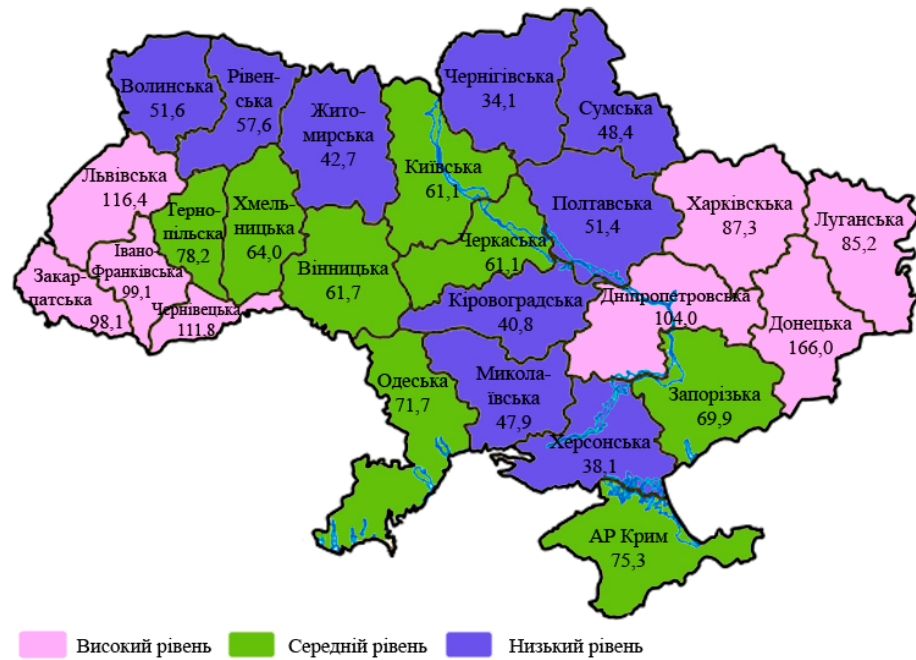 Волинська
51,6
Рівен-
ська
57,6
Жито-
мирська
42,7
Чернігівська
34,1
Сумська
48,4
Київська
61,1
Львівська
116,4
Терно-
пільска
78,2
Хмель-
ницька
64,0
Вінницька
61,7
Черкаська
61,1
Полтавська
51,4
Харківскька
87,3
Луганська
85,2
Закар-
патська
98,1
Івано-
Франківська
99,1
Чернівецька
111,8
Кіровоградська
40,8
Дніпропетровська
104,0
Донецька
166,0
Одеська
71,7
Микола-
ївська
47,9
Запорізька
69,9
Херсонська
38,1
АР Крим
75,3
Високий рівень
Середній рівень
Низький рівень